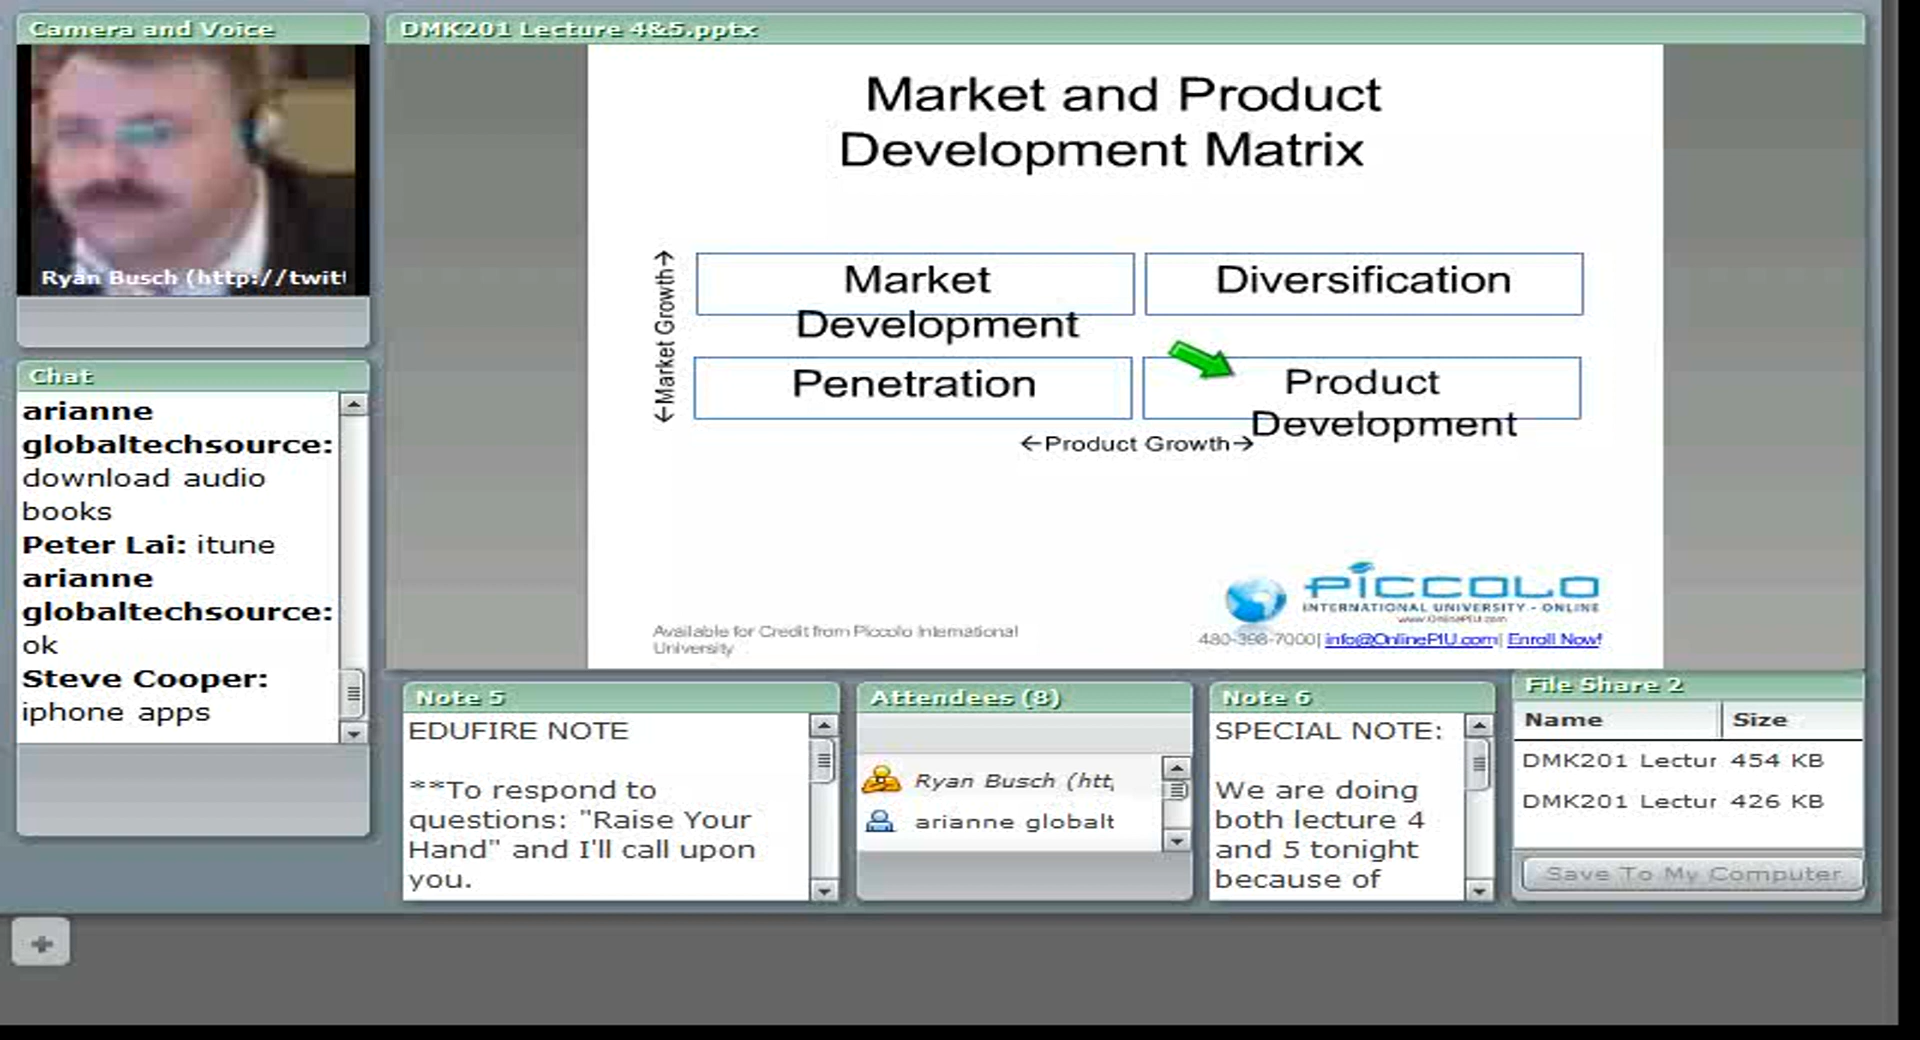 Camera and Voice
Ryan Busch (http://twit
Chat
arianne
globaltechsource:
download audio
books
Peter Lai: itune
arianne
globaltechsource:
ok
Steve Cooper:
iphone apps
DMK201 Lecture 4&5.pptx
Market and Product
Development Matrix
←Market Growth→
Market
Development
Diversification
Penetration
Product
Development
←Product Growth→
Available for Credit from Piccolo International
University
PICCOLO
INTERNATIONAL UNIVERSITY - ONLINE
www.OnlinePIU.com
480-398-7000| info@OnlinePIU.com| Enroll Now!
Note 5
EDUFIRE NOTE
**To respond to
questions: "Raise Your
Hand" and I'll call upon
you.
Attendees (8)
Ryan Busch (htt
arianne globalt
Note 6
SPECIAL NOTE:
We are doing
both lecture 4
and 5 tonight
because of
File Share 2
Name Size
DMK201 Lectur 454 KB
DMK201 Lectur 426 KB
Save To My Computer